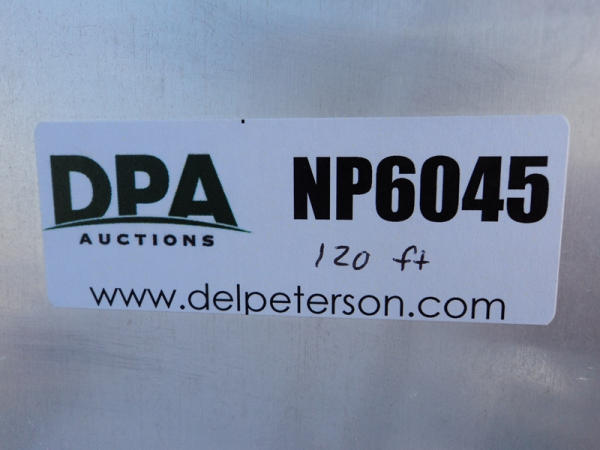 DPA NP6045
AUCTIONS
120 ft
www.delpeterson.com